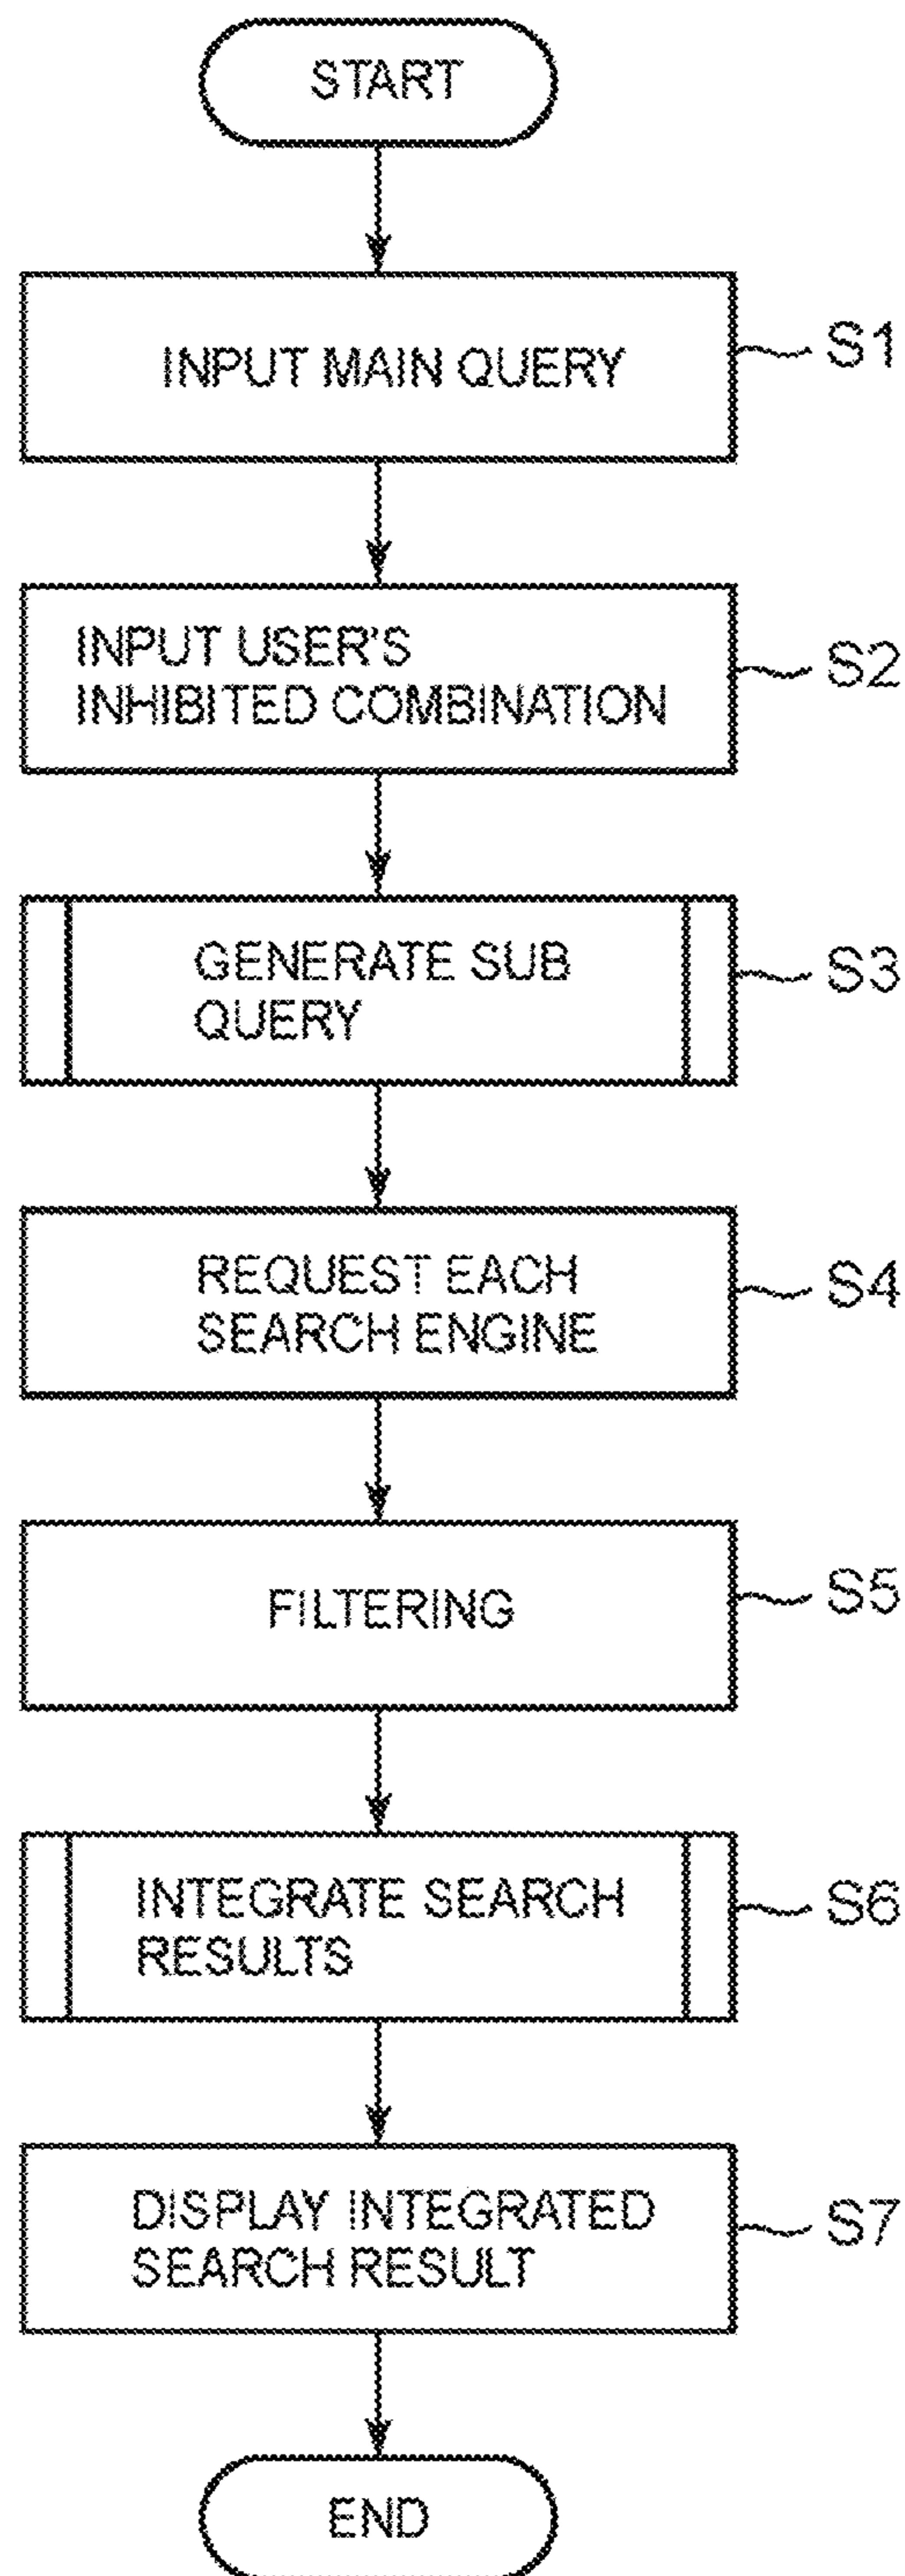 START
INPUT MAIN QUERY
S1
INPUT USER'S
INHIBITED COMBINATION
S2
GENERATE SUB
QUERY
S3
REQUEST EACH
SEARCH ENGINE
S4
FILTERING
S5
INTEGRATE SEARCH
RESULTS
S6
DISPLAY INTEGRATED
SEARCH RESULT
S7
END